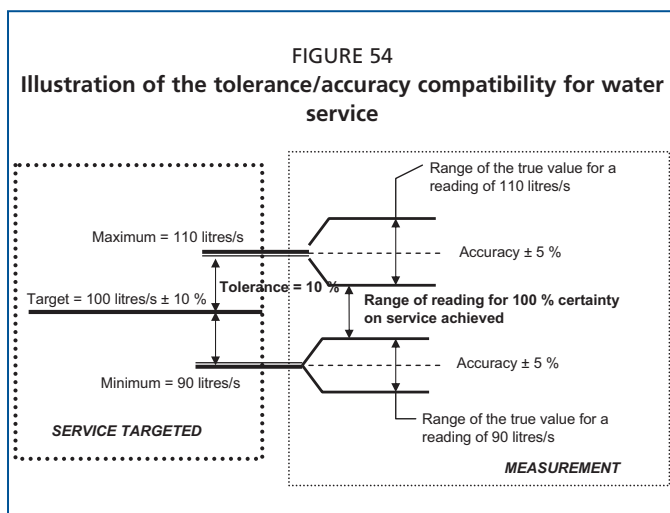 FIGURE 54
Illustration of the tolerance/accuracy compatibility for water
service
Range of the true value for a
reading of 110 litres/s
Maximum = 110 litres/s
Accuracy ± 5 %
Tolerance = 10 %
Target = 100 litres/s ± 10 %
Range of reading for 100 % certainty
on service achieved
Minimum = 90 litres/s
Accuracy ± 5 %
Range of the true value for a
reading of 90 litres/s
SERVICE TARGETED
MEASUREMENT